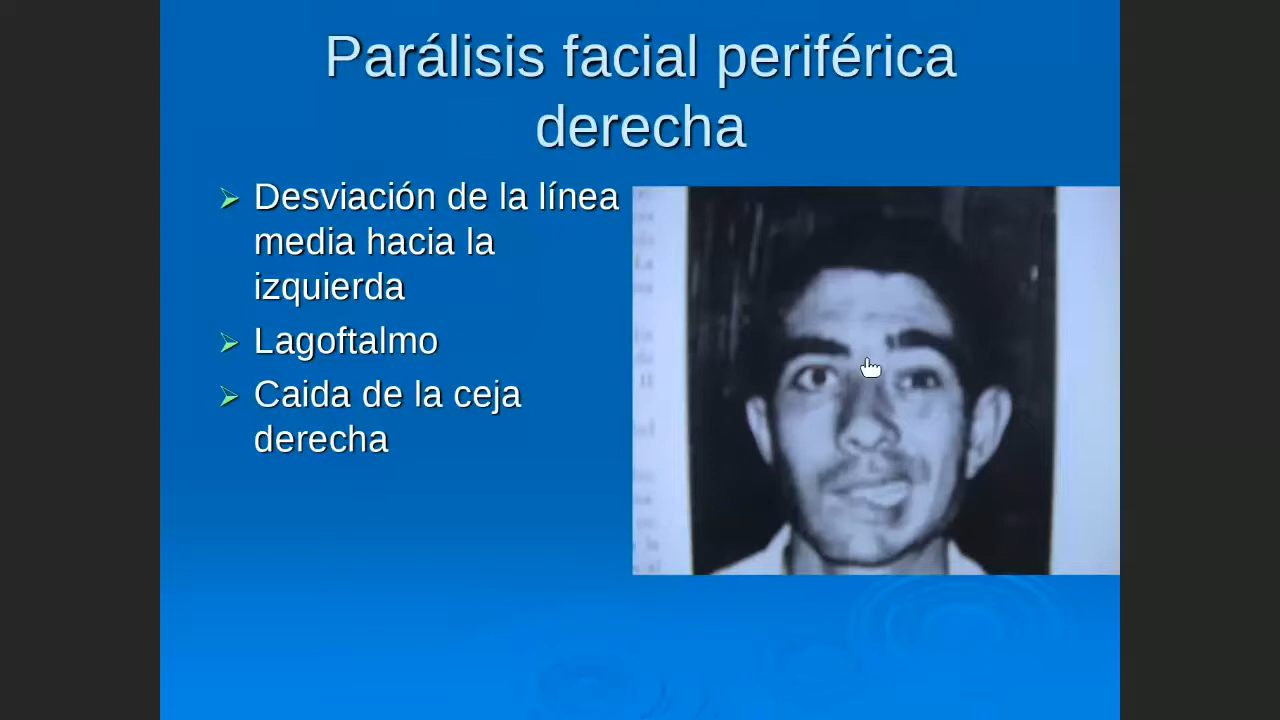 Parálisis facial periférica
derecha
Desviación de la línea
media hacia la
izquierda
Lagoftalmo
Caida de la ceja
derecha